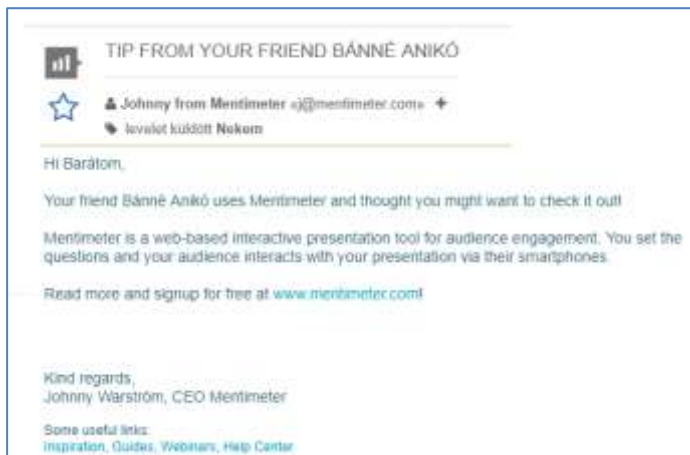 TIP FROM YOUR FRIEND BÁNNÉ ANIKÓ
Johnny from Mentimeter «j@mentimeter.com» +
levelet küldött Nekem
Hi Barátom,
Your friend Bánné Anikó uses Mentimeter and thought you might want to check it out!
Mentimeter is a web-based interactive presentation tool for audience engagement. You set the
questions and your audience interacts with your presentation via their smartphones.
Read more and signup for free at www.mentimeter.com!
Kind regards,
Johnny Warström, CEO Mentimeter
Some useful links:
Inspiration, Guides, Webinars, Help Center